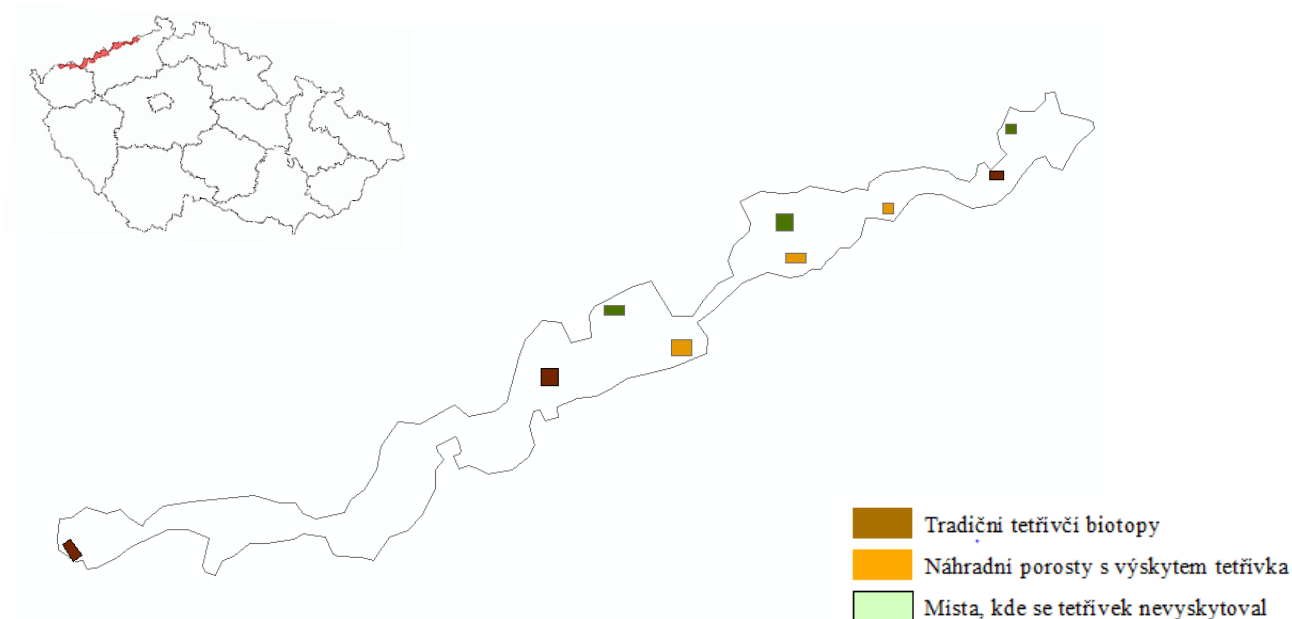 Tradiční tetřívčí biotopy
Náhradní porosty s výskytem tetřívka
Místa, kde se tetřívek nevyskytoval